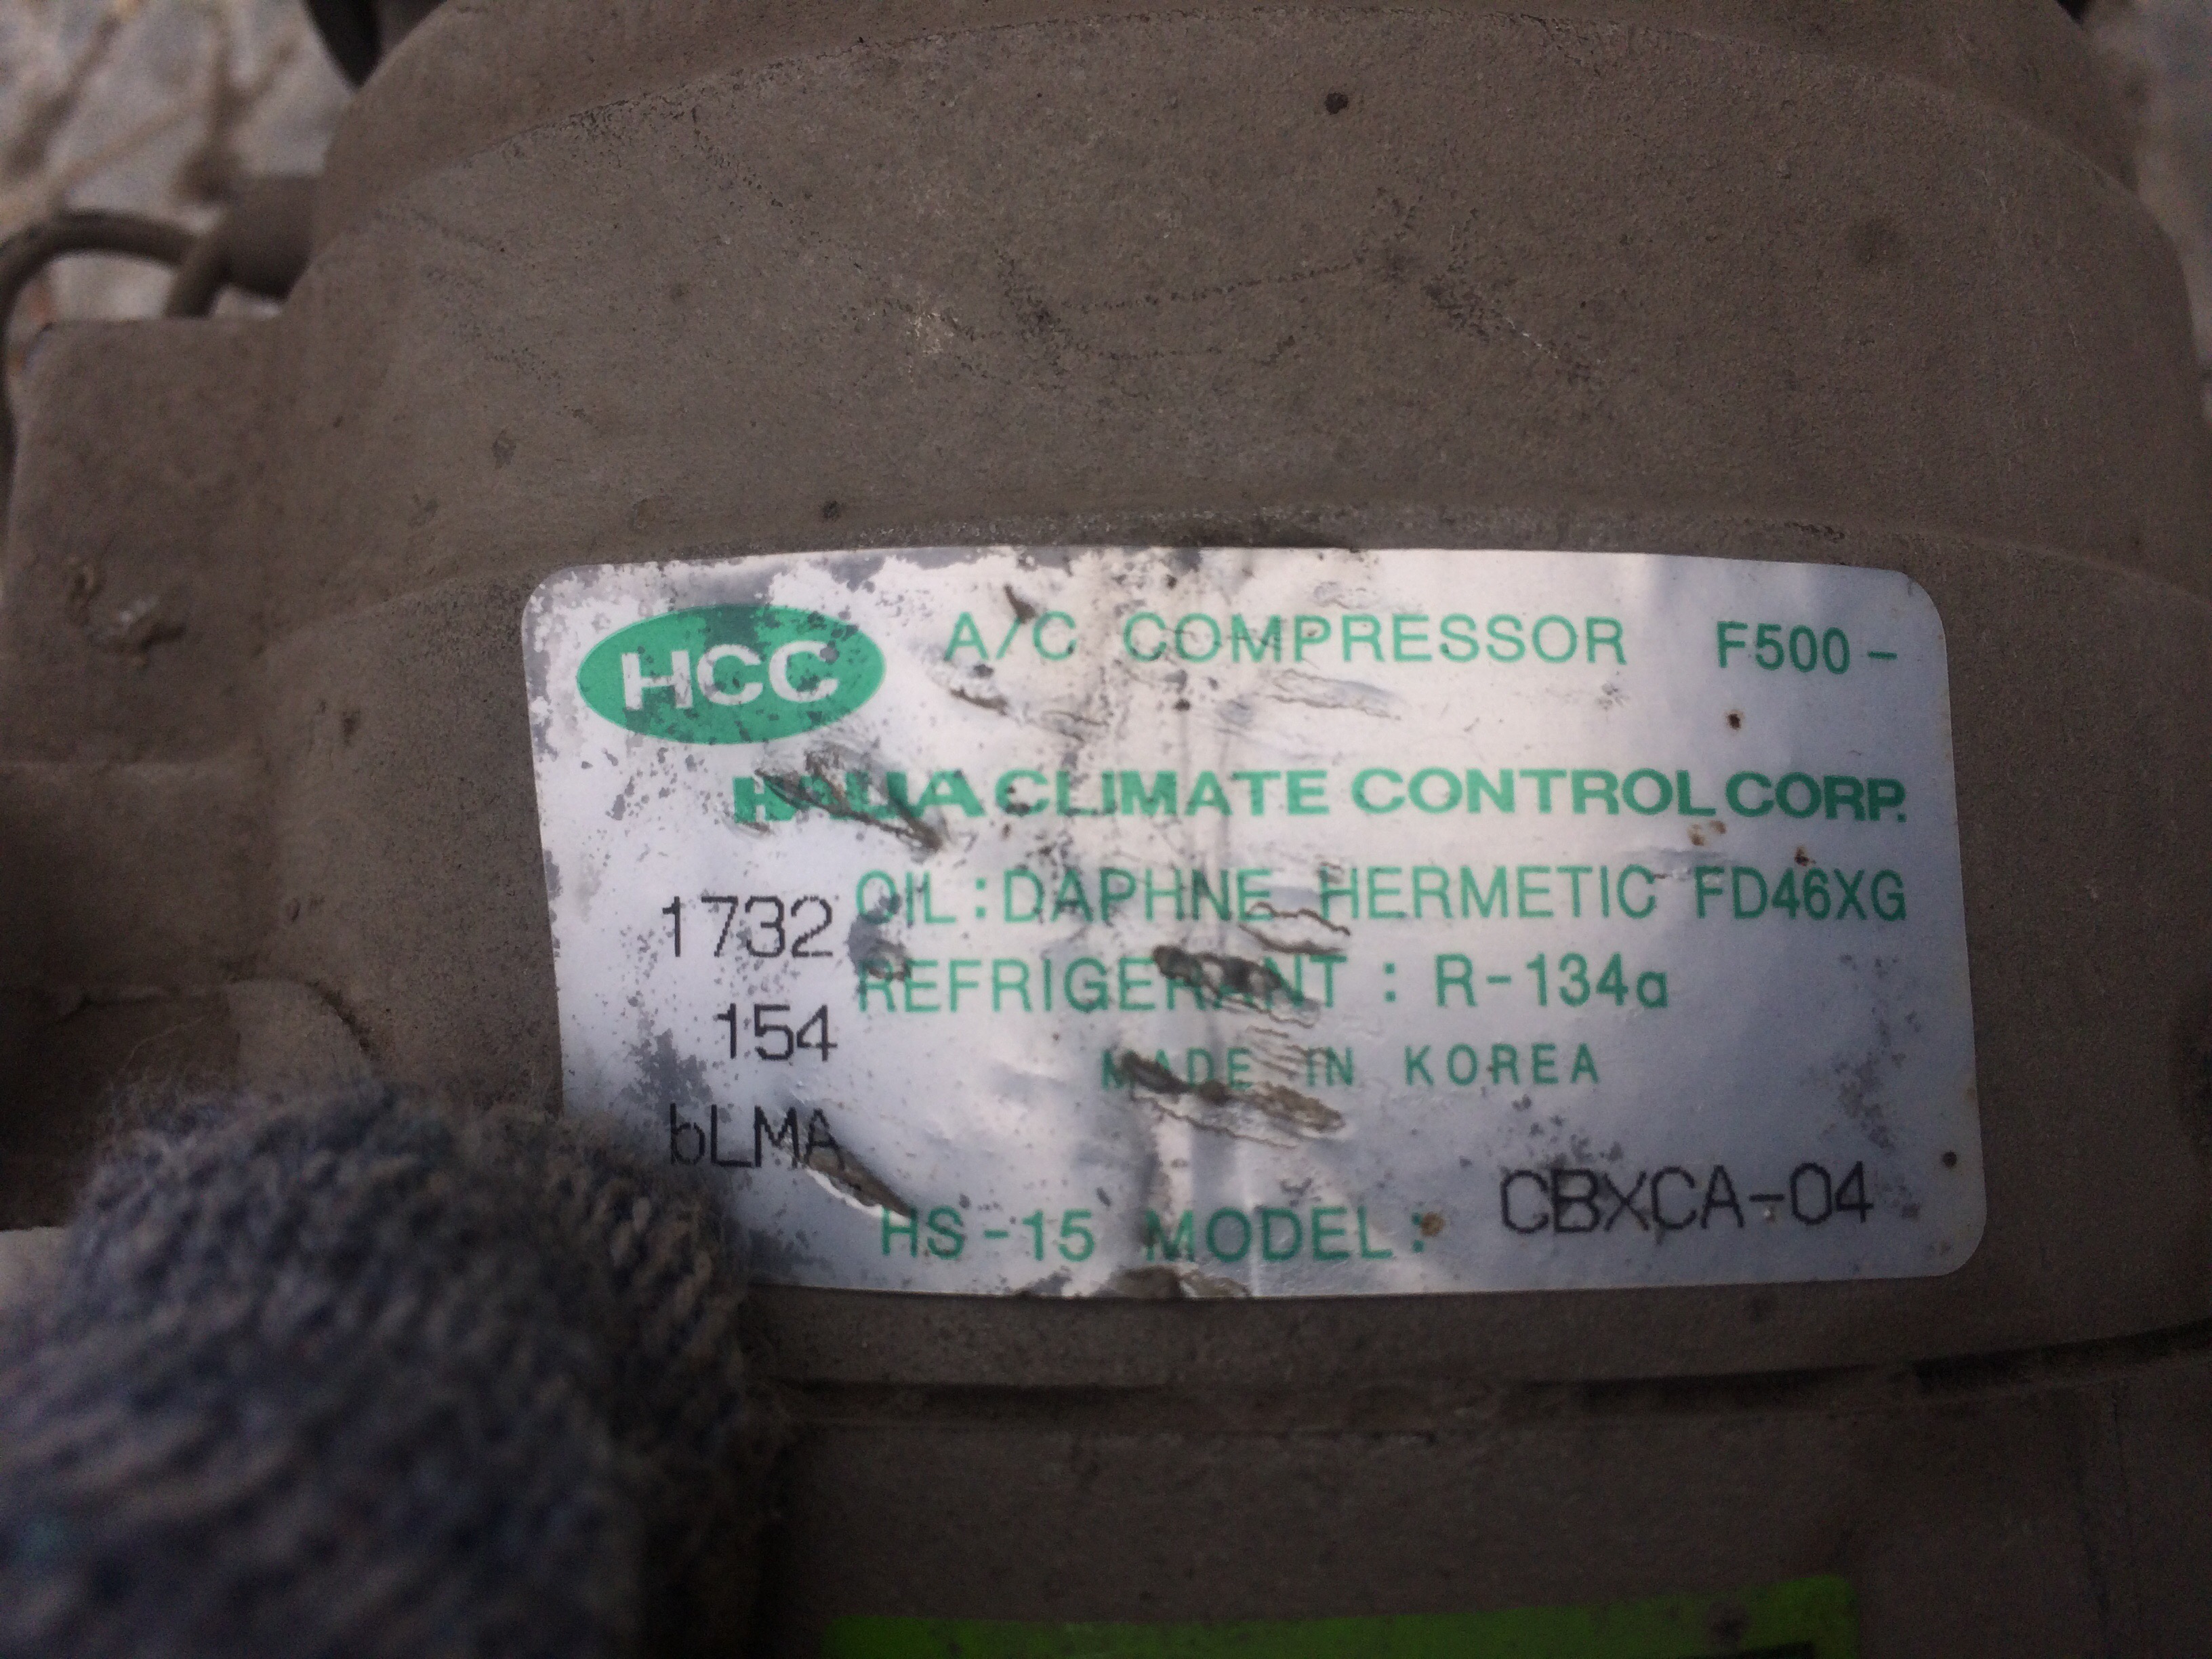 HCC A/C COMPRESSOR F500-
HALLA CLIMATE CONTROL CORP.
1732 OIL:DAPHNE HERMETIC FD46XG
154 REFRIGERANT : R-134a
MADE IN KOREA
bLMA
HS-15 MODEL: CBXCA-04